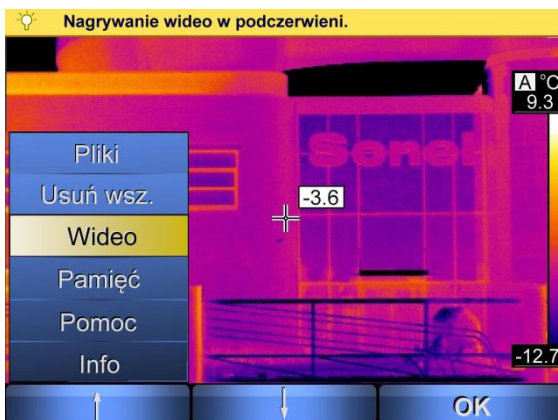 Nagrywanie wideo w podczerwieni.
A °C
9.3
Sonel
Pliki
Usuń wsz.
-3.6
Wideo
Pamięć
Pomoc
Info
-12.7
OK